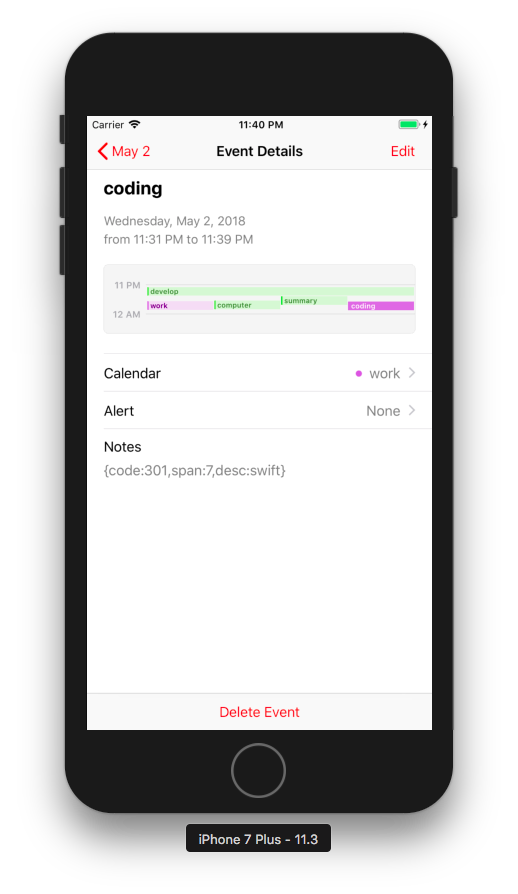 Carrier 11:40 PM
May 2 Event Details Edit
coding
Wednesday, May 2, 2018
from 11:31 PM to 11:39 PM
11 PM
develop
summary
work computer coding
12 AM
Calendar work
Alert None
Notes
{code:301,span:7,desc:swift}
Delete Event
iPhone 7 Plus - 11.3